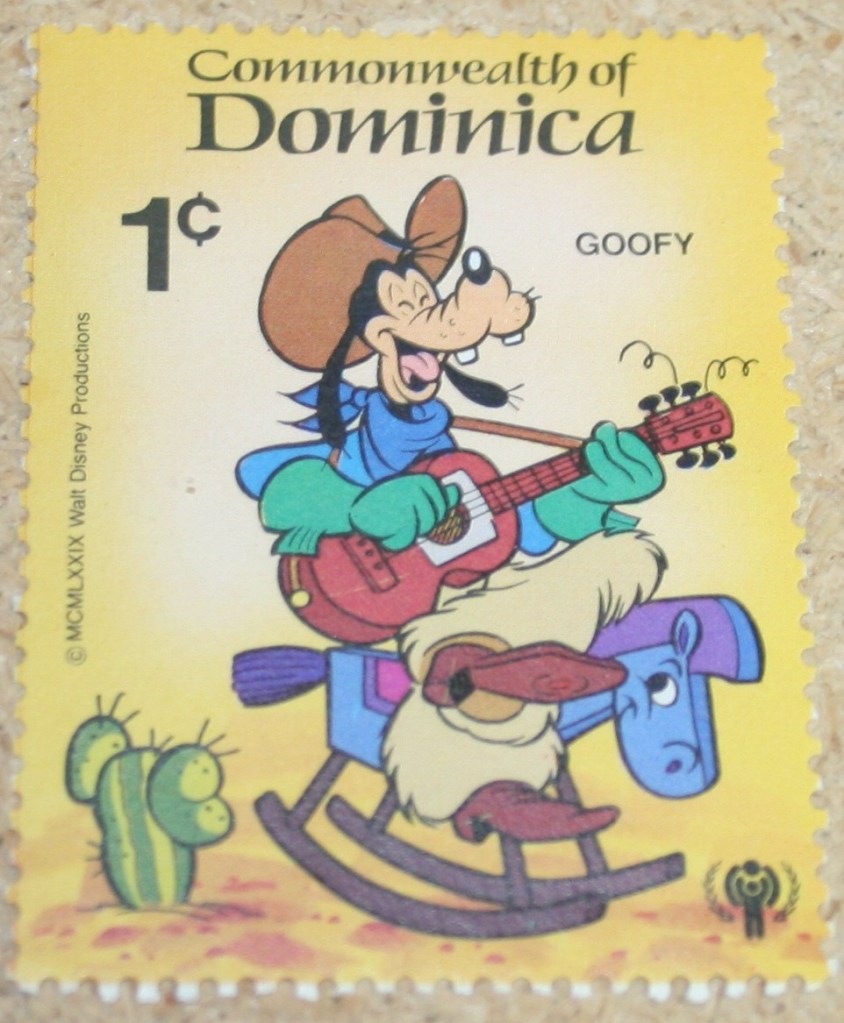 Commonwealth of
Dominica
1¢
GOOFY
© MCMLXXIX Walt Disney Productions